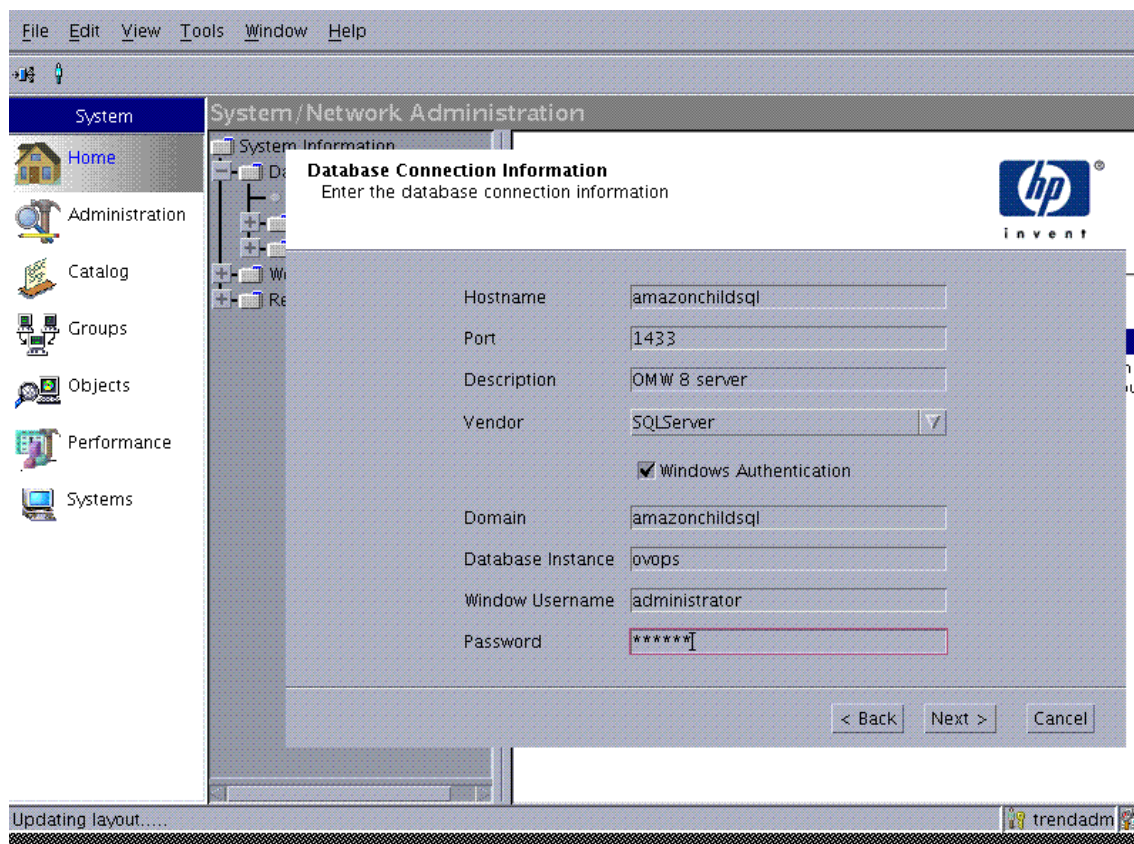 File Edit View Tools Window Help
System
System/Network Administration
Home
Administration
Catalog
Groups
Objects
Performance
Systems
System Information
Database Connection Information
Enter the database connection information
hp
®
invent
Hostname amazonchildsql
Port 1433
Description OMW 8 server
Vendor SQLServer
Windows Authentication
Domain amazonchildsql
Database Instance ovops
Window Username administrator
Password ******
< Back Next > Cancel
Updating layout.....
trendadm